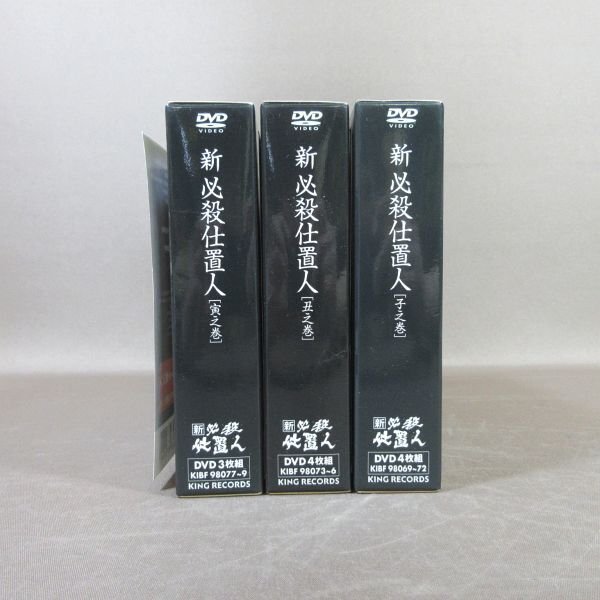 DVD
VIDEO
新 必殺仕置人
[寅之巻]
新 必殺
仕置人
DVD 3枚組
KIBF 98077~9
KING RECORDS
DVD
VIDEO
新 必殺仕置人
[丑之巻]
新 必殺
仕置人
DVD 4枚組
KIBF 98073~6
KING RECORDS
DVD
VIDEO
新 必殺仕置人
[子之巻]
新 必殺
仕置人
DVD 4枚組
KIBF 98069~72
KING RECORDS